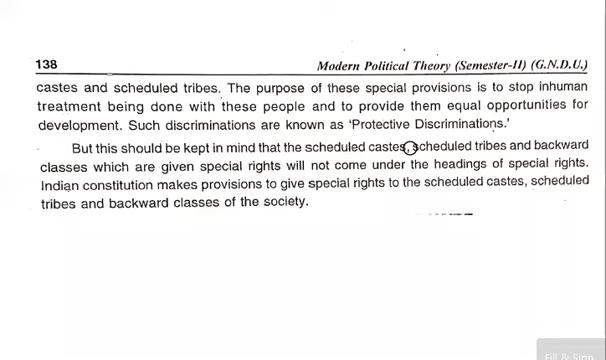 138
Modern Political Theory (Semester-II) (G.N.D.U.)
castes and scheduled tribes. The purpose of these special provisions is to stop inhuman
treatment being done with these people and to provide them equal opportunities for
development. Such discriminations are known as 'Protective Discriminations.'
But this should be kept in mind that the scheduled castes, scheduled tribes and backward
classes which are given special rights will not come under the headings of special rights.
Indian constitution makes provisions to give special rights to the scheduled castes, scheduled
tribes and backward classes of the society.
Fill & Sign